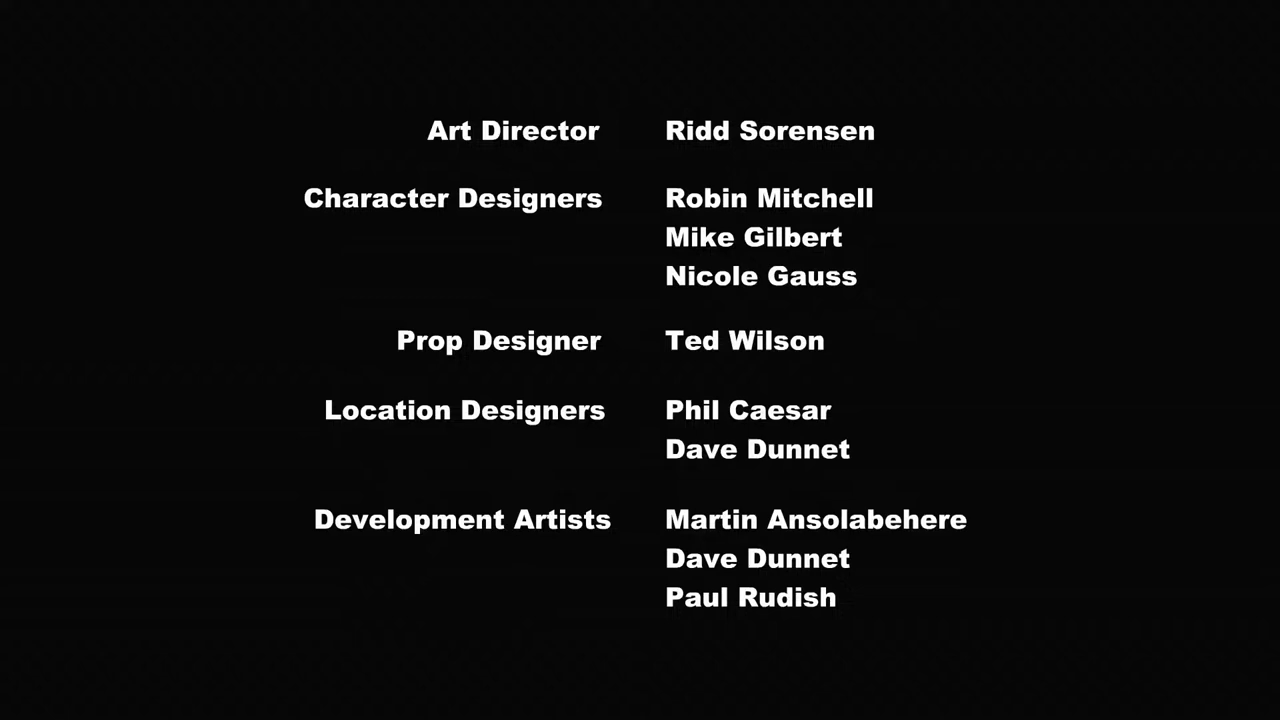 Art Director Ridd Sorensen
Character Designers Robin Mitchell
Mike Gilbert
Nicole Gauss
Prop Designer Ted Wilson
Location Designers Phil Caesar
Dave Dunnet
Development Artists Martin Ansolabehere
Dave Dunnet
Paul Rudish